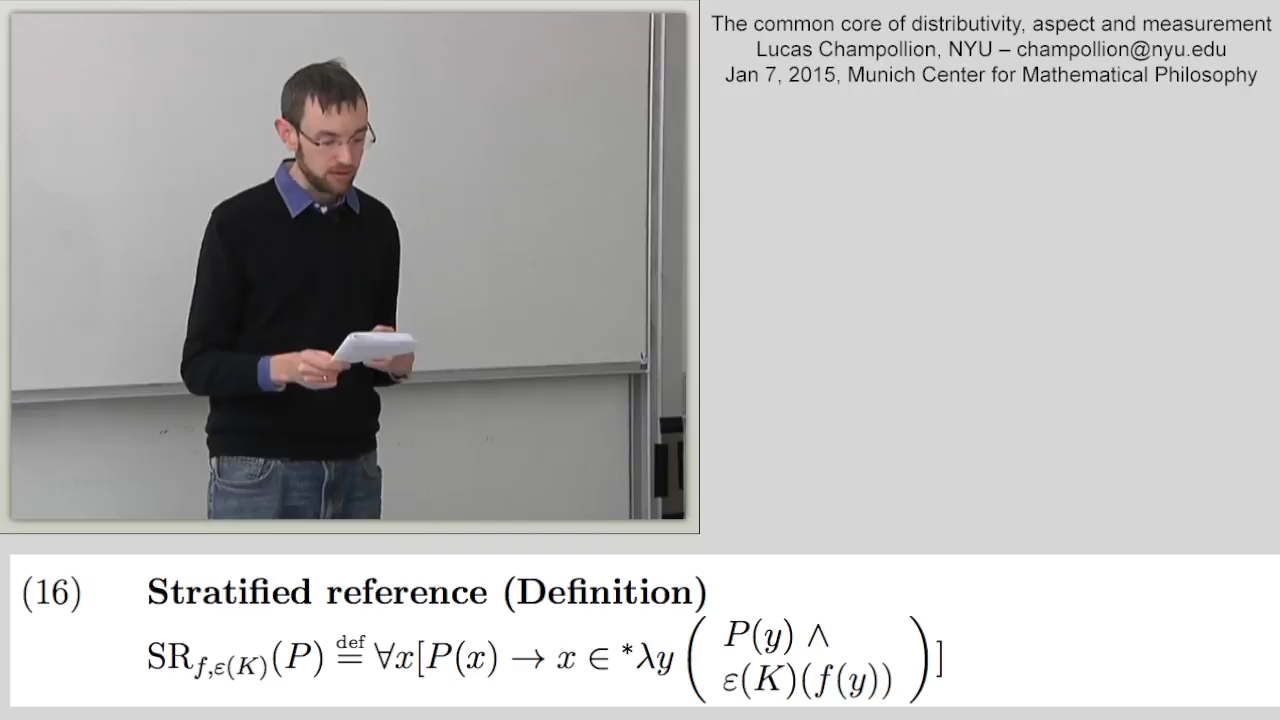 The common core of distributivity, aspect and measurement
Lucas Champollion, NYU – champollion@nyu.edu
Jan 7, 2015, Munich Center for Mathematical Philosophy
(16) Stratified reference (Definition)
SR_{f,ε(K)}(P) ≝ ∀x[P(x) → x ∈ *λy ( P(y) ∧
ε(K)(f(y)) ) ]